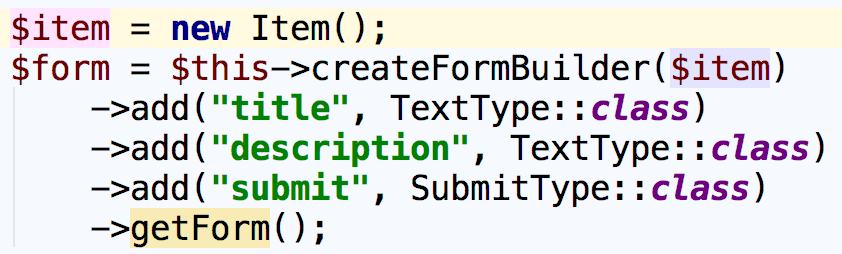 $item = new Item();
$form = $this->createFormBuilder($item)
    ->add("title", TextType::class)
    ->add("description", TextType::class)
    ->add("submit", SubmitType::class)
    ->getForm();